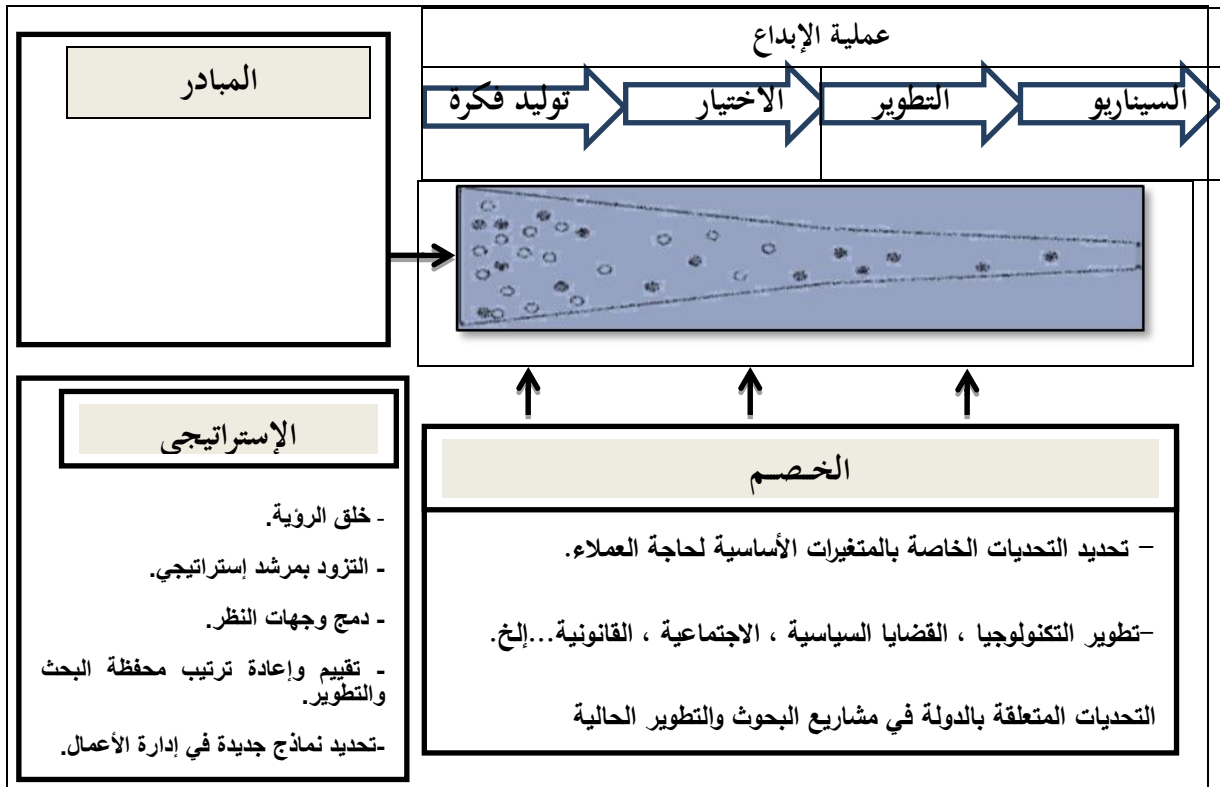 عملية الإبداع
توليد فكرة
الاختيار
التطوير
السيناريو
المبادر
الإستراتيجي
- خلق الرؤية.
- التزود بمرشد إستراتيجي.
- دمج وجهات النظر.
- تقييم وإعادة ترتيب محفظة البحث
والتطوير.
-تحديد نماذج جديدة في إدارة الأعمال.
الخـصـم
- تحديد التحديات الخاصة بالمتغيرات الأساسية لحاجة العملاء.
-تطوير التكنولوجيا ، القضايا السياسية ، الاجتماعية ، القانونية...إلخ.
التحديات المتعلقة بالدولة في مشاريع البحوث والتطوير الحالية